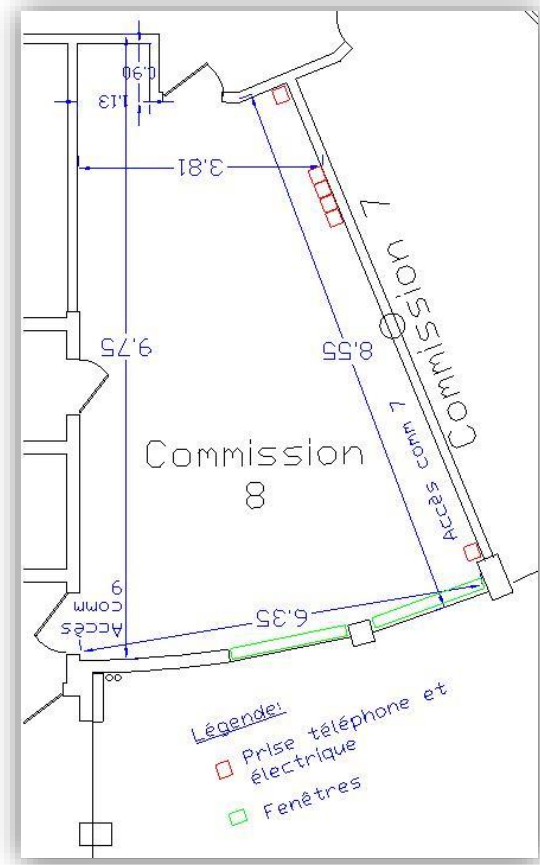 0.90
1.13
3.81
9.75
8.55
Commission 7
Accès comm 7
Commission
8
Accès
comm
9
6.35
Légende:
Prise téléphone et
électrique
Fenêtres